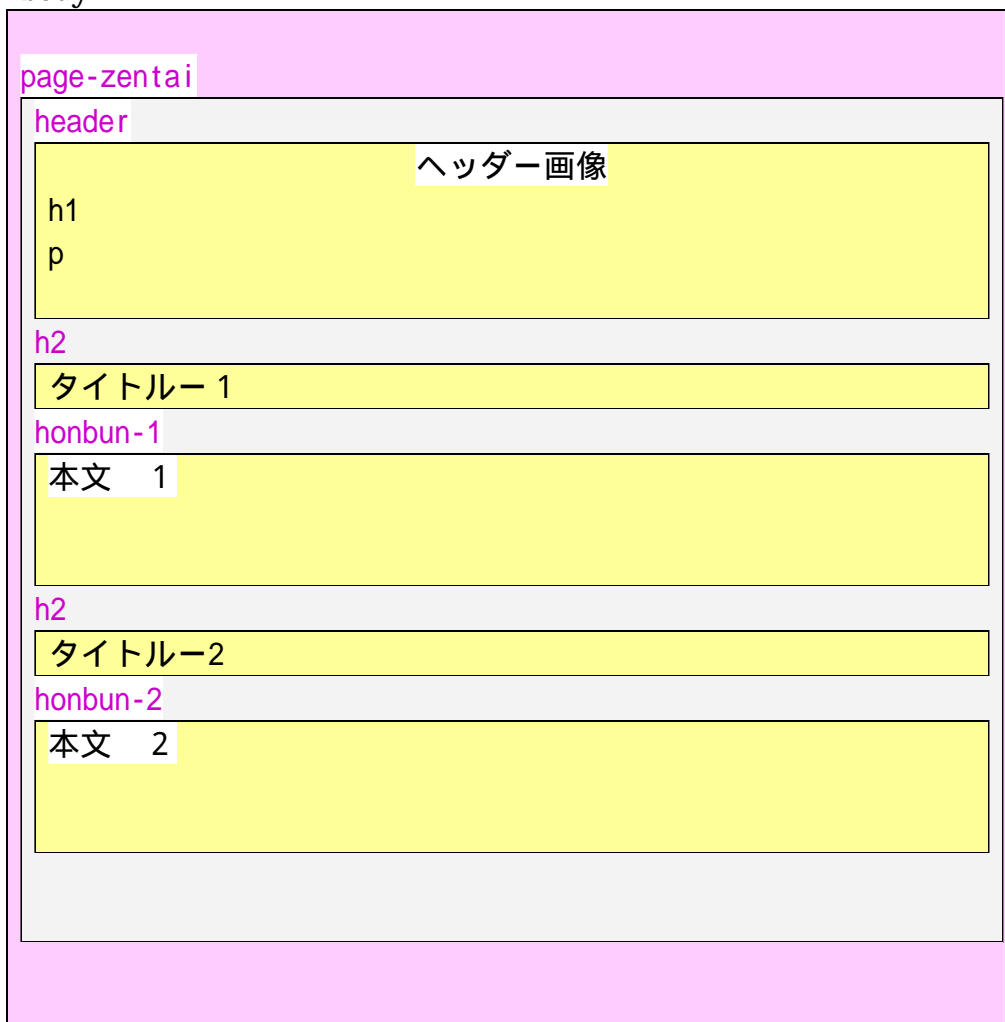 body
page-zentai
header
ヘッダー画像
h1
p
h2
タイトルー 1
honbun-1
本文　1
h2
タイトルー2
honbun-2
本文　2